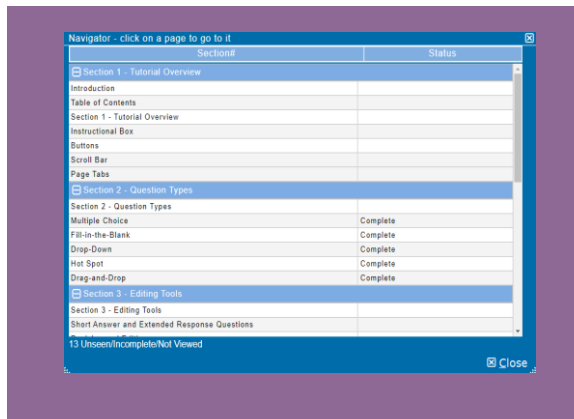 Navigator - click on a page to go to it
Section# Status
Section 1 - Tutorial Overview
Introduction
Table of Contents
Section 1 - Tutorial Overview
Instructional Box
Buttons
Scroll Bar
Page Tabs
Section 2 - Question Types
Section 2 - Question Types
Multiple Choice Complete
Fill-in-the-Blank Complete
Drop-Down Complete
Hot Spot Complete
Drag-and-Drop Complete
Section 3 - Editing Tools
Section 3 - Editing Tools
Short Answer and Extended Response Questions
13 Unseen/Incomplete/Not Viewed
Close